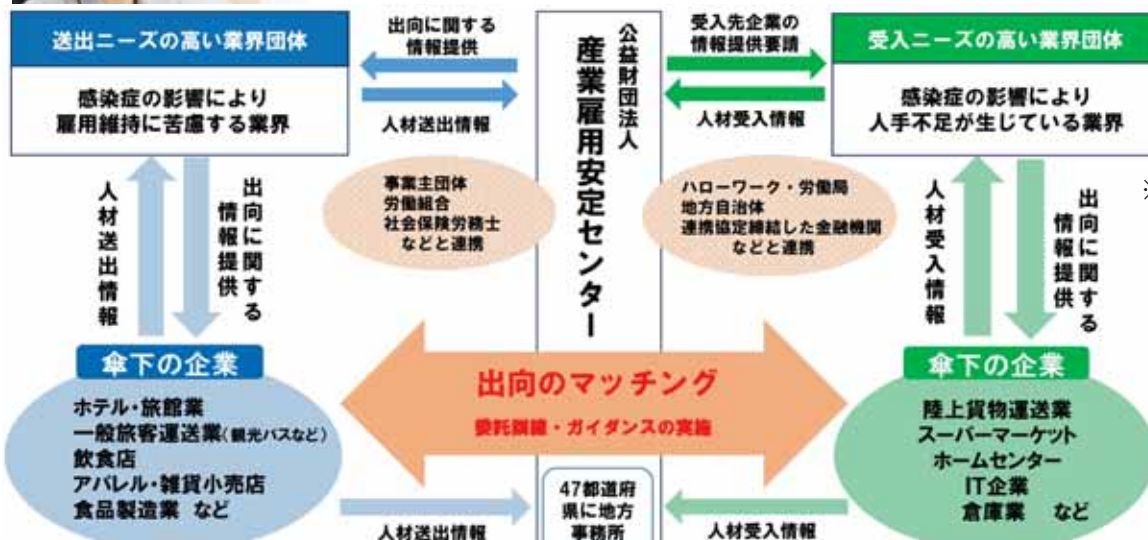 送出ニーズの高い業界団体
感染症の影響により
雇用維持に苦慮する業界
出向に関する
情報提供
人材送出情報
公益財団法人
産業雇用安定センター
受入先企業の
情報提供要請
人材受入情報
受入ニーズの高い業界団体
感染症の影響により
人手不足が生じている業界
事業主団体
労働組合
社会保険労務士
などと連携
ハローワーク・労働局
地方自治体
連携協定締結した金融機関
などと連携
人材送出情報
出向に関する
情報提供
人材受入情報
出向に関する
情報提供
※
傘下の企業
ホテル・旅館業
一般旅客運送業(観光バスなど)
飲食店
アパレル・雑貨小売店
食品製造業 など
出向のマッチング
委託訓練・ガイダンスの実施
傘下の企業
陸上貨物運送業
スーパーマーケット
ホームセンター
IT企業
倉庫業 など
人材送出情報
47都道府
県に地方
事務所
人材受入情報